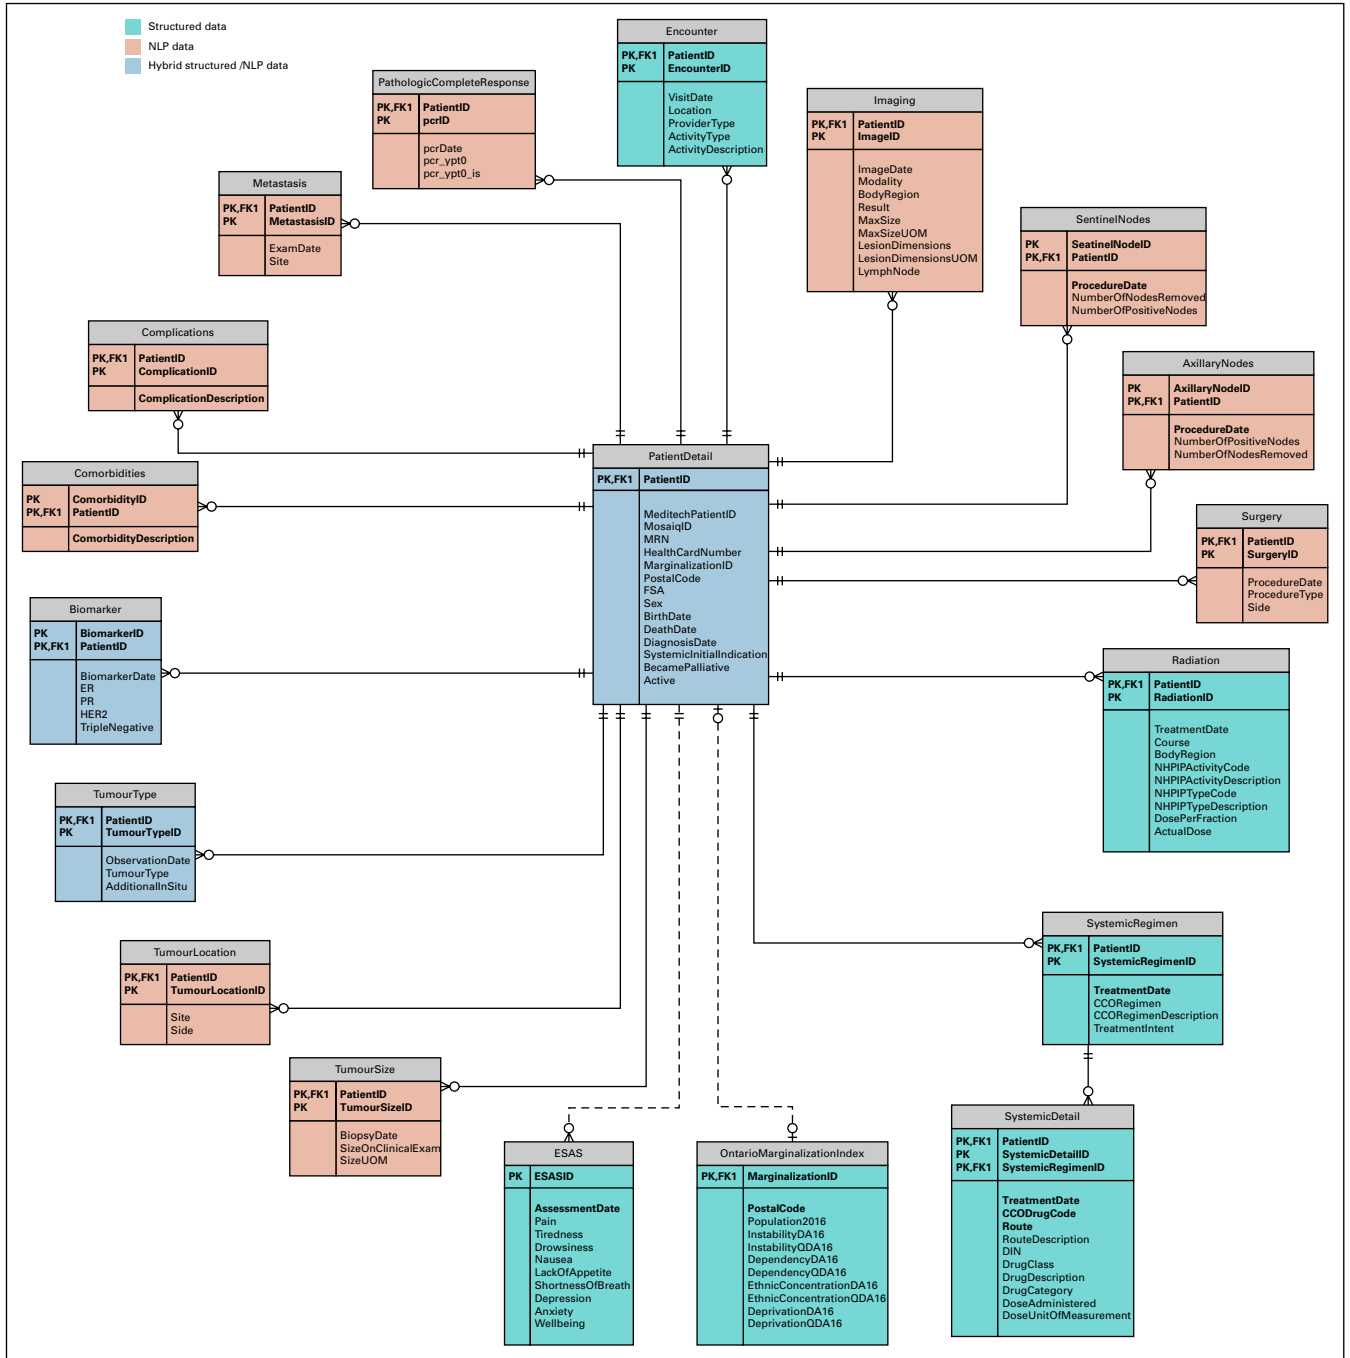 Structured data
NLP data
Hybrid structured /NLP data
Encounter
PK,FK1 PatientID
PK EncounterID
VisitDate
Location
ProviderType
ActivityType
ActivityDescription
PathologicCompleteResponse
PK,FK1 PatientID
PK pcrID
pcrDate
pcr_ypt0
pcr_ypt0_is
Imaging
PK,FK1 PatientID
PK ImageID
ImageDate
Modality
BodyRegion
Result
MaxSize
MaxSizeUOM
LesionDimensions
LesionDimensionsUOM
LymphNode
Metastasis
PK,FK1 PatientID
PK MetastasisID
ExamDate
Site
SentinelNodes
PK SeatinelNodeID
PK,FK1 PatientID
ProcedureDate
NumberOfNodesRemoved
NumberOfPositiveNodes
Complications
PK,FK1 PatientID
PK ComplicationID
ComplicationDescription
AxillaryNodes
PK AxillaryNodeID
PK,FK1 PatientID
ProcedureDate
NumberOfPositiveNodes
NumberOfNodesRemoved
PatientDetail
PK,FK1 PatientID
MeditechPatientID
MosaiqID
MRN
HealthCardNumber
MarginalizationID
PostalCode
FSA
Sex
BirthDate
DeathDate
DiagnosisDate
SystemicInitialIndication
BecamePalliative
Active
Comorbidities
PK ComorbidityID
PK,FK1 PatientID
ComorbidityDescription
Surgery
PK,FK1 PatientID
PK SurgeryID
ProcedureDate
ProcedureType
Side
Biomarker
PK BiomarkerID
PK,FK1 PatientID
BiomarkerDate
ER
PR
HER2
TripleNegative
Radiation
PK,FK1 PatientID
PK RadiationID
TreatmentDate
Course
BodyRegion
NHPIPActivityCode
NHPIPActivityDescription
NHPIPTypeCode
NHPIPTypeDescription
DosePerFraction
ActualDose
TumourType
PK,FK1 PatientID
PK TumourTypeID
ObservationDate
TumourType
AdditionalInSitu
TumourLocation
PK,FK1 PatientID
PK TumourLocationID
Site
Side
SystemicRegimen
PK,FK1 PatientID
PK SystemicRegimenID
TreatmentDate
CCORegimen
CCORegimenDescription
TreatmentIntent
TumourSize
PK,FK1 PatientID
PK TumourSizeID
BiopsyDate
SizeOnClinicalExam
SizeUOM
ESAS
PK ESASID
AssessmentDate
Pain
Tiredness
Drowsiness
Nausea
LackOfAppetite
ShortnessOfBreath
Depression
Anxiety
Wellbeing
OntarioMarginalizationIndex
PK,FK1 MarginalizationID
PostalCode
Population2016
InstabilityDA16
InstabilityQDA16
DependencyDA16
DependencyQDA16
EthnicConcentrationDA16
EthnicConcentrationQDA16
DeprivationDA16
DeprivationQDA16
SystemicDetail
PK,FK1 PatientID
PK SystemicDetailID
PK,FK1 SystemicRegimenID
TreatmentDate
CCODrugCode
Route
RouteDescription
DIN
DrugClass
DrugDescription
DrugCategory
DoseAdministered
DoseUnitOfMeasurement